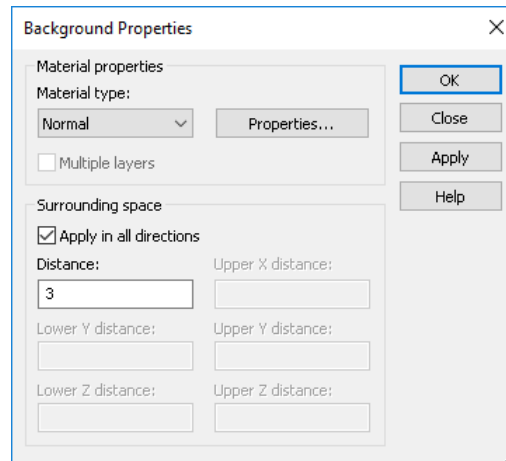 Background Properties
Material properties
Material type:
Normal
Properties...
Multiple layers
OK
Close
Apply
Help
Surrounding space
Apply in all directions
Distance:
Upper X distance:
3
Lower Y distance:
Upper Y distance:
Lower Z distance:
Upper Z distance: